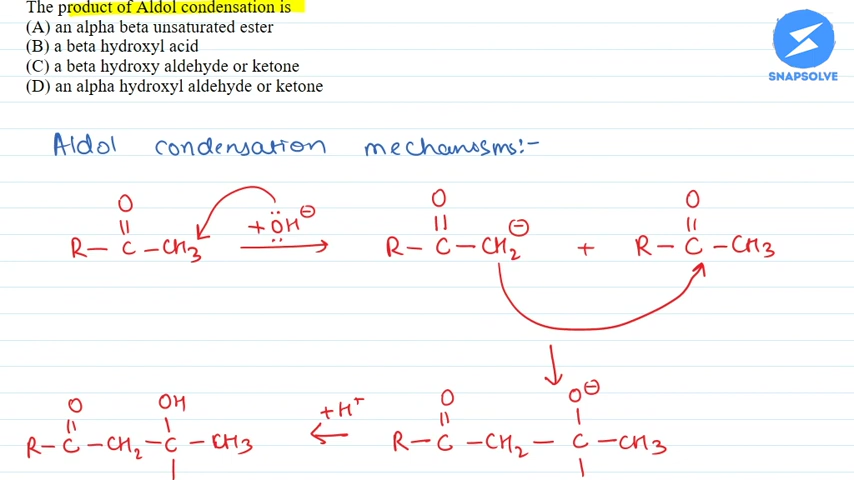 The product of Aldol condensation is
(A) an alpha beta unsaturated ester
(B) a beta hydroxyl acid
(C) a beta hydroxy aldehyde or ketone
(D) an alpha hydroxyl aldehyde or ketone
SNAPSOLVE
Aldol condensation mechanosms:-
O O O
|| || ||
R — C — CH3 +ÖH⊖ R — C — CH2⊖ + R — C — CH3
O OH +H+ O O⊖
|| | || |
R — C — CH2 — C — CH3 R — C — CH2 — C — CH3
| |